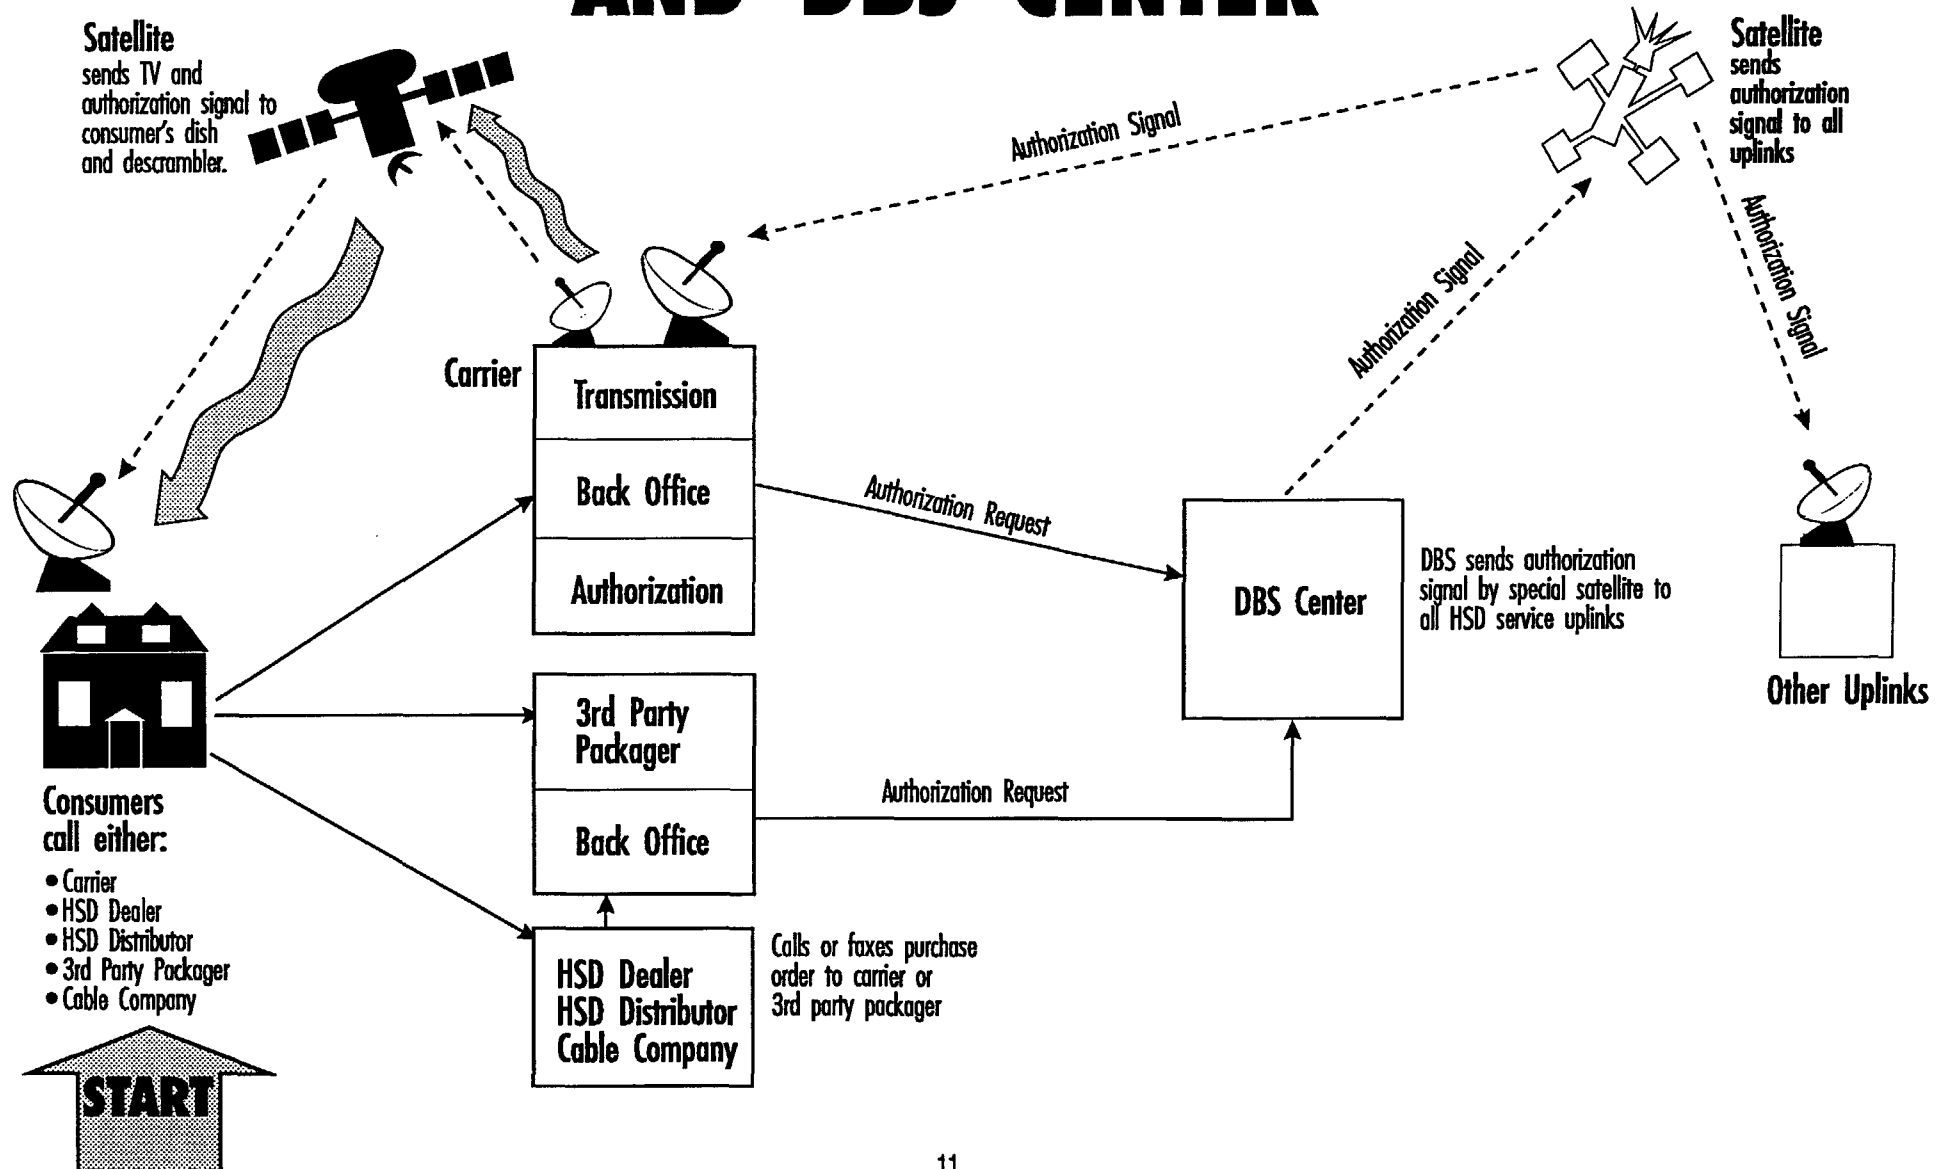 AND DBS CENTER
Satellite
sends TV and
authorization signal to
consumer's dish
and descrambler.
Satellite
sends
authorization
signal to all
uplinks
Authorization Signal
Authorization Signal
Authorization Signal
Carrier
Transmission
Back Office
Authorization
Authorization Request
DBS Center
DBS sends authorization
signal by special satellite to
all HSD service uplinks
Other Uplinks
3rd Party
Packager
Back Office
Authorization Request
Consumers
call either:
• Carrier
• HSD Dealer
• HSD Distributor
• 3rd Party Packager
• Cable Company
HSD Dealer
HSD Distributor
Cable Company
Calls or faxes purchase
order to carrier or
3rd party packager
START
11